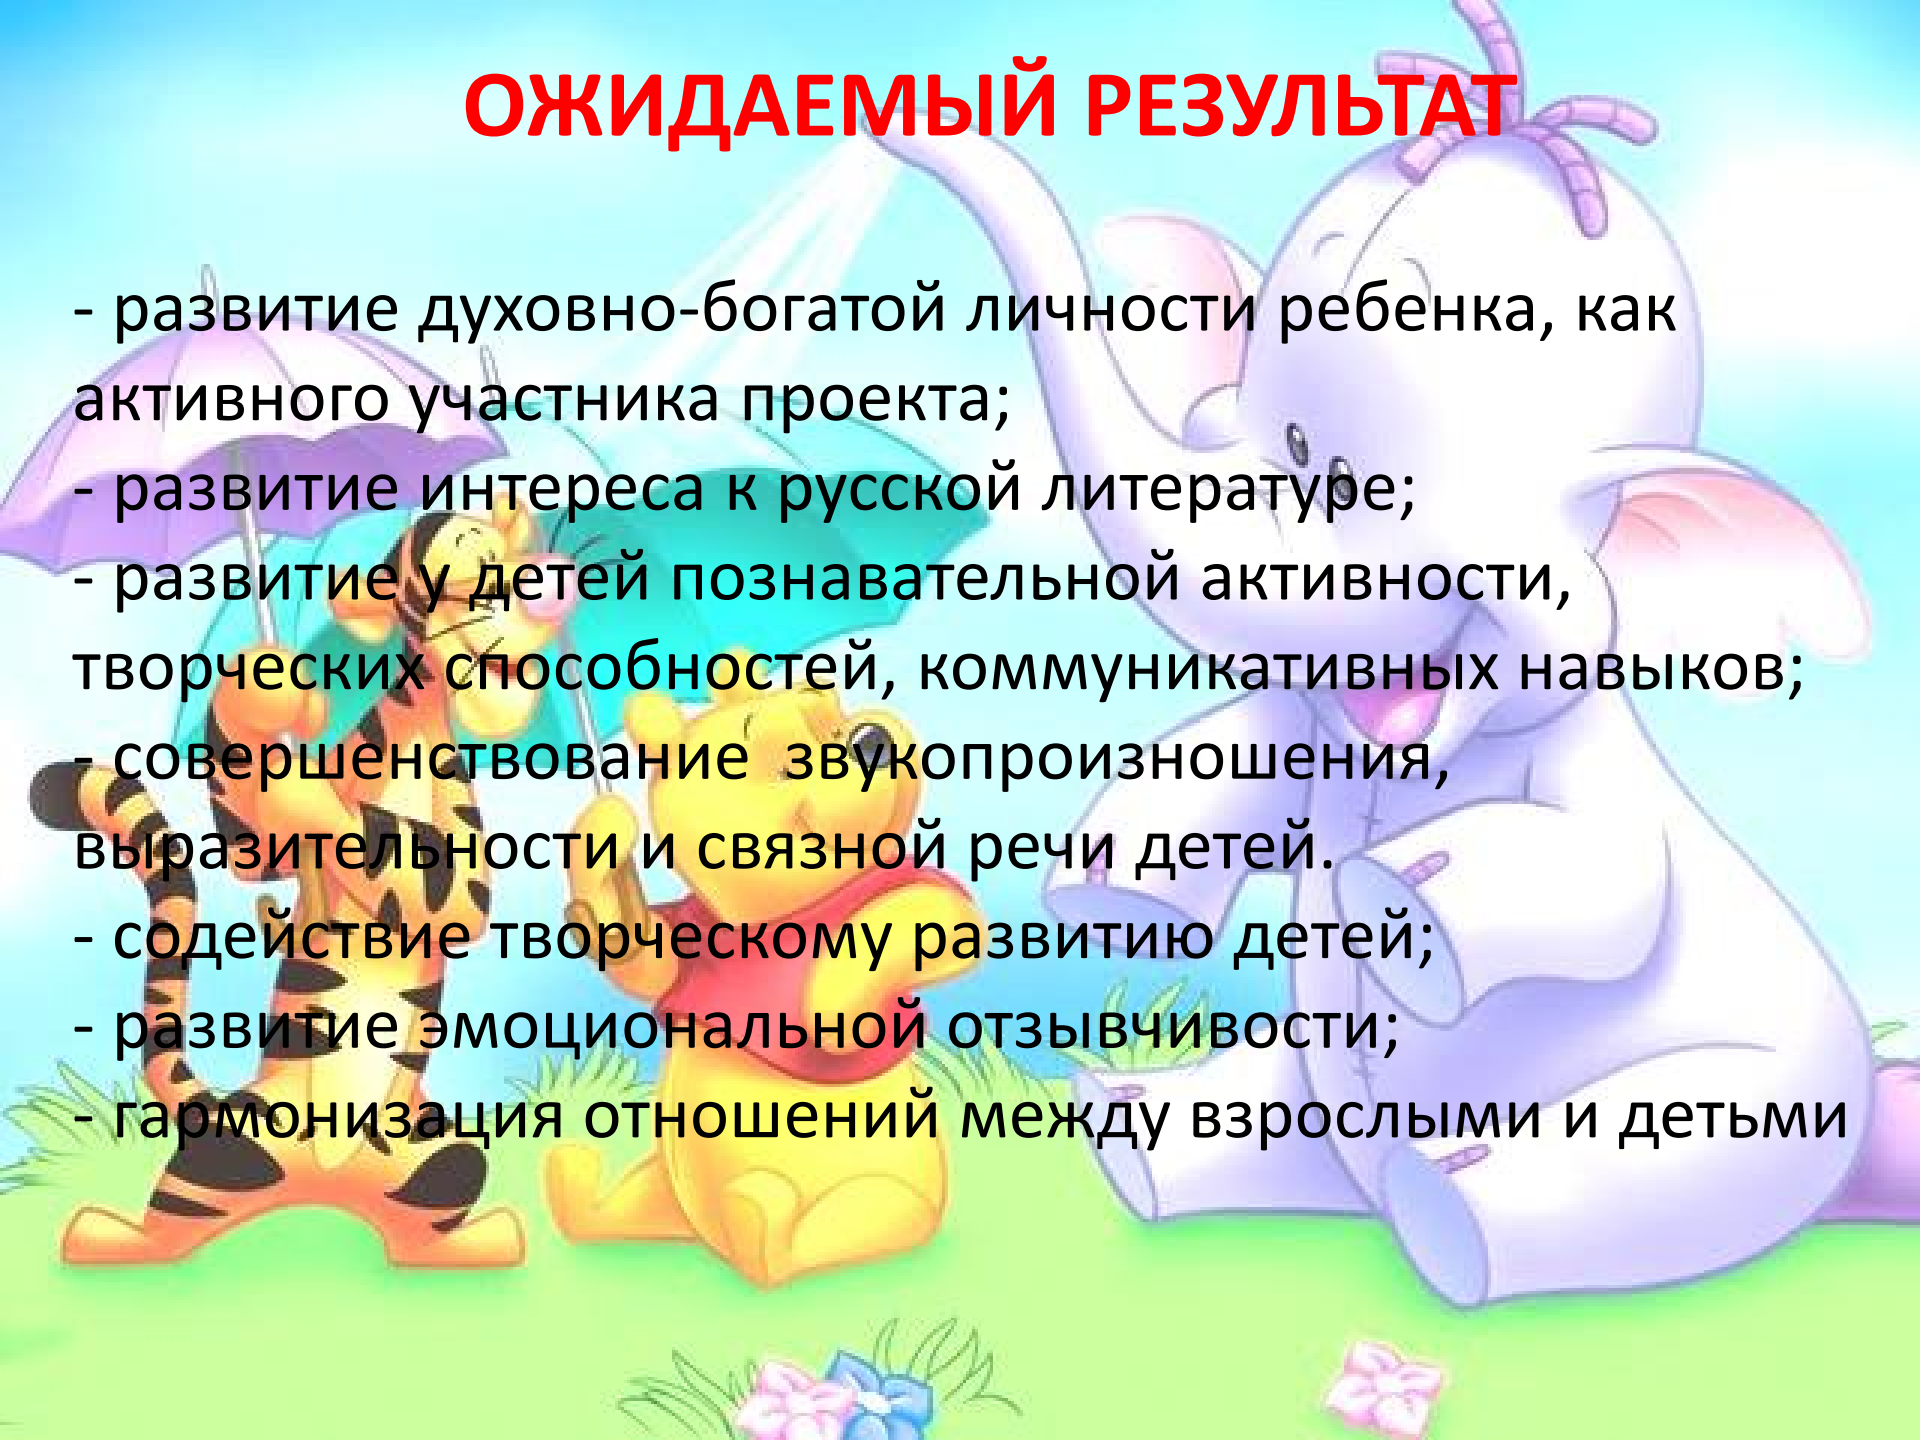 ОЖИДАЕМЫЙ РЕЗУЛЬТАТ
- развитие духовно-богатой личности ребенка, как
активного участника проекта;
- развитие интереса к русской литературе;
- развитие у детей познавательной активности,
творческих способностей, коммуникативных навыков;
- совершенствование  звукопроизношения,
выразительности и связной речи детей.
- содействие творческому развитию детей;
- развитие эмоциональной отзывчивости;
- гармонизация отношений между взрослыми и детьми